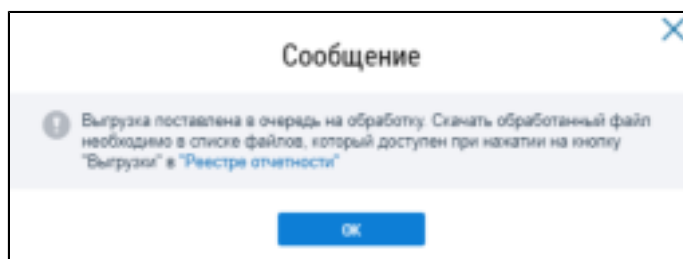 Сообщение
Выгрузка поставлена в очередь на обработку. Скачать обработанный файл
необходимо в списке файлов, который доступен при нажатии на кнопку
"Выгрузки" в "Реестре отчетности"
ОК